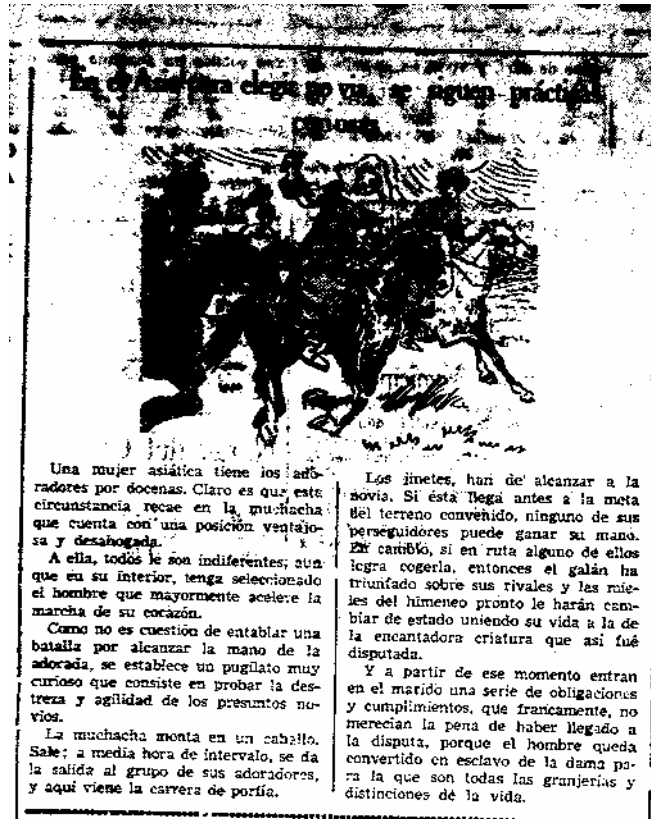 En el Asia para elegir novia, se siguen prácticas
curiosas
Una mujer asiática tiene los ado-
radores por docenas. Claro es que esta
circunstancia recae en la muchacha
que cuenta con una posición ventajo-
sa y desahogada.
A ella, todos le son indiferentes; aun
que en su interior, tenga seleccionado
el hombre que mayormente acelere la
marcha de su corazón.
Como no es cuestión de entablar una
batalla por alcanzar la mano de la
adorada, se establece un pugilato muy
curioso que consiste en probar la des-
treza y agilidad de los presuntos no-
vios.
La muchacha monta en un caballo.
Sale; a media hora de intervalo, se da
la salida al grupo de sus adoradores,
y aquí viene la carrera de porfía.
Los jinetes, han de alcanzar a la
novia. Si ésta llega antes a la meta
del terreno convenido, ninguno de sus
perseguidores puede ganar su mano.
En cambio, si en ruta alguno de ellos
logra cogerla, entonces el galán ha
triunfado sobre sus rivales y las mie-
les del himeneo pronto le harán cam-
biar de estado uniendo su vida a la de
la encantadora criatura que así fué
disputada.
Y a partir de ese momento entran
en el marido una serie de obligaciones
y cumplimientos, que francamente, no
merecían la pena de haber llegado a
la disputa, porque el hombre queda
convertido en esclavo de la dama pa-
ra la que son todas las granjerías y
distinciones de la vida.